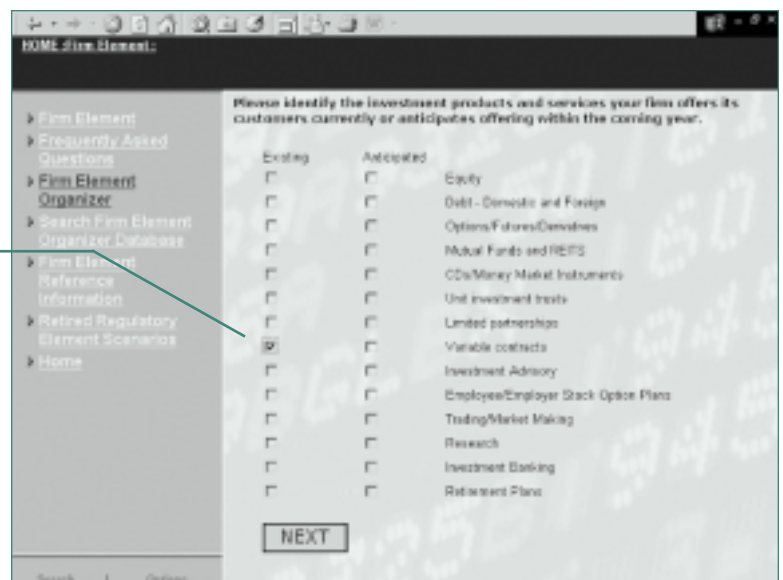 HOME :Firm Element::
Firm Element
Frequently Asked
Questions
Firm Element
Organizer
Search Firm Element
Organizer Database
Firm Element
Reference
Information
Retired Regulatory
Element Scenarios
Home
Please identify the investment products and services your firm offers its
customers currently or anticipates offering within the coming year.
Existing Anticipated
Equity
Debt - Domestic and Foreign
Options/Futures/Derivatives
Mutual Funds and REITS
CDs/Money Market Instruments
Unit investment trusts
Limited partnerships
Variable contracts
Investment Advisory
Employee/Employer Stock Option Plans
Trading/Market Making
Research
Investment Banking
Retirement Plans
NEXT
Search | Options